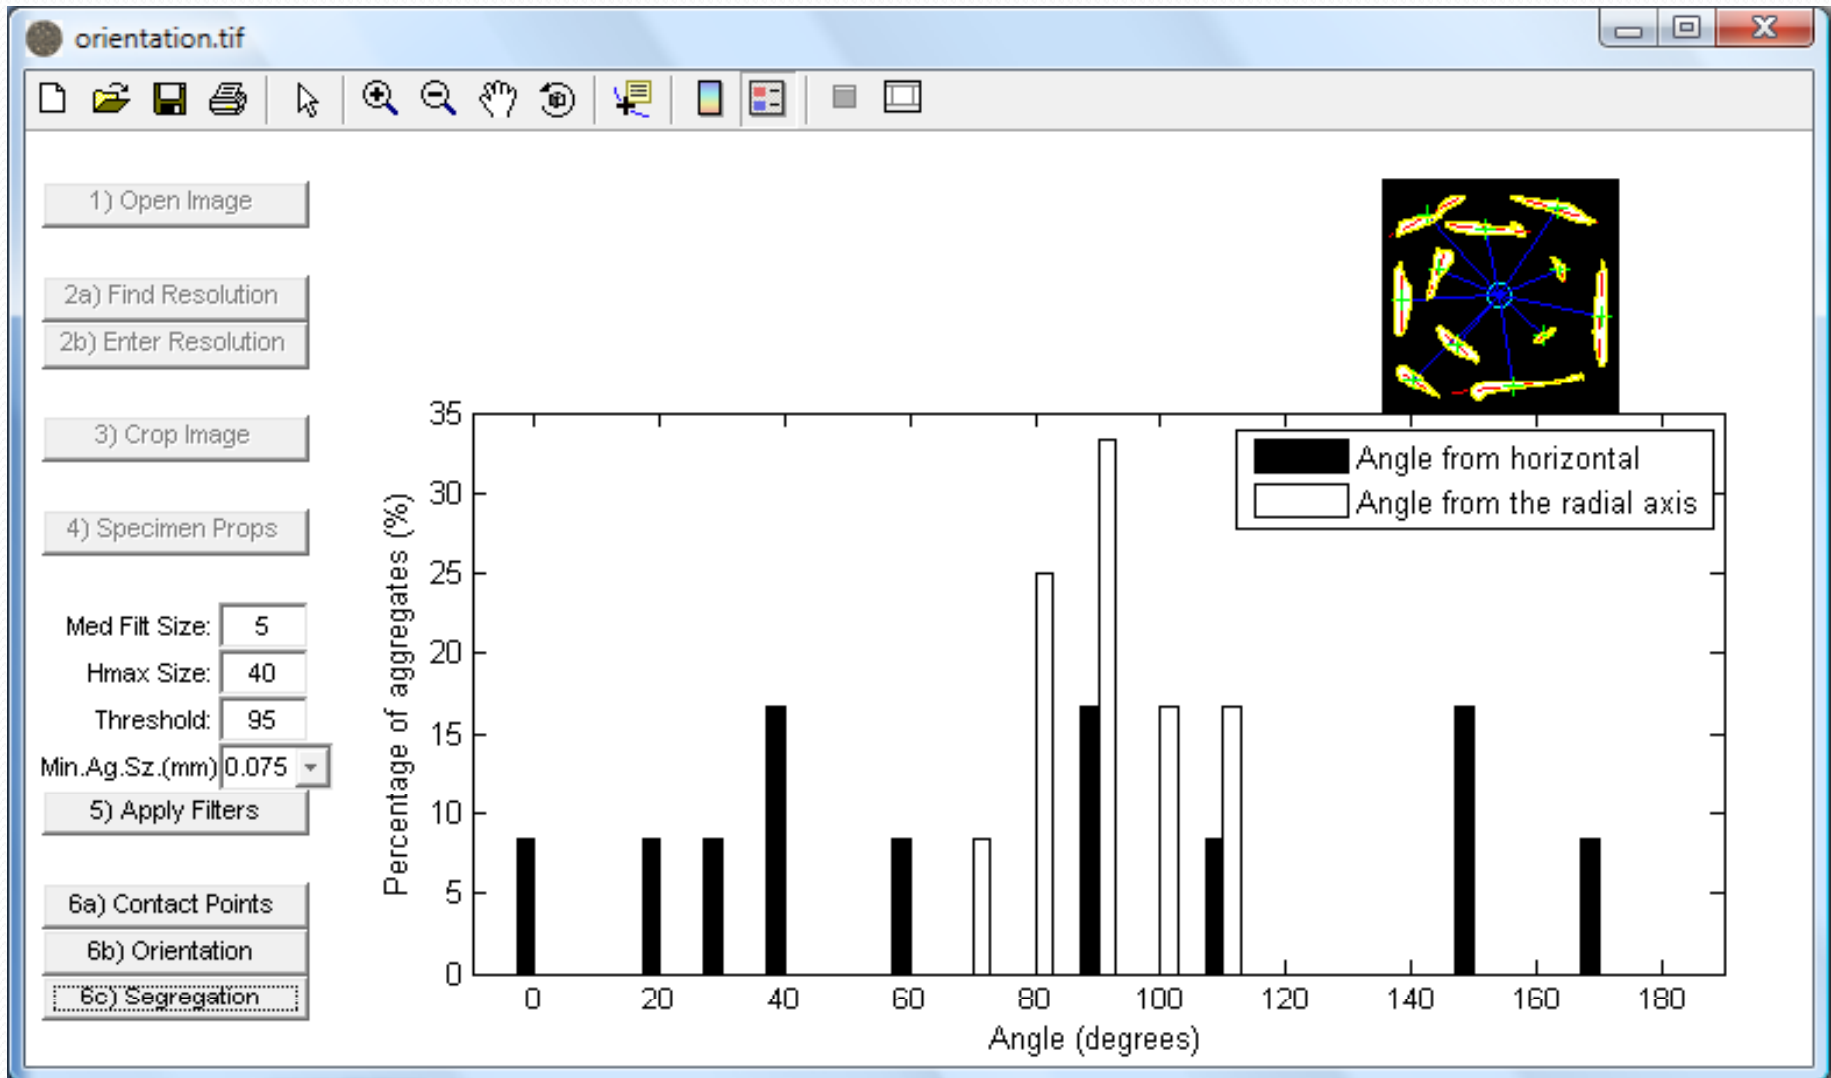 orientation.tif
1) Open Image
2a) Find Resolution
2b) Enter Resolution
3) Crop Image
4) Specimen Props
Med Filt Size: 5
Hmax Size: 40
Threshold: 95
Min.Ag.Sz.(mm) 0.075
5) Apply Filters
6a) Contact Points
6b) Orientation
6c) Segregation
Angle from horizontal
Angle from the radial axis
Percentage of aggregates (%)
35
30
25
20
15
10
5
0
0 20 40 60 80 100 120 140 160 180
Angle (degrees)